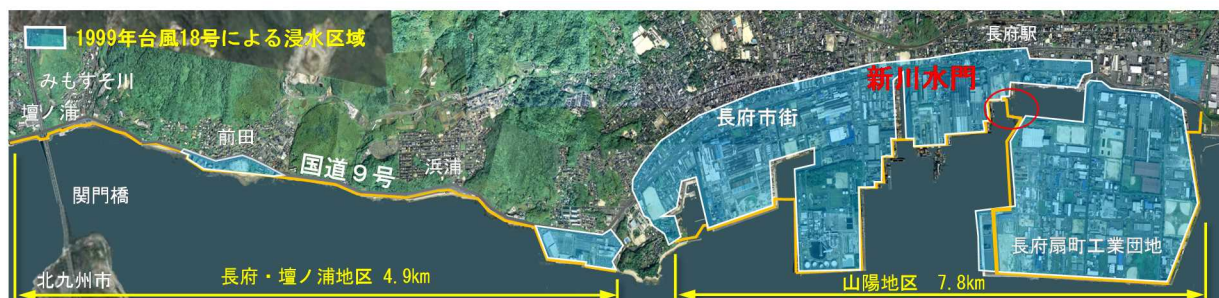 1999年台風18号による浸水区域
みもすそ川
壇ノ浦
前田
国道9号
浜浦
関門橋
北九州市
長府・壇ノ浦地区 4.9km
長府駅
新川水門
長府市街
長府扇町工業団地
山陽地区 7.8km